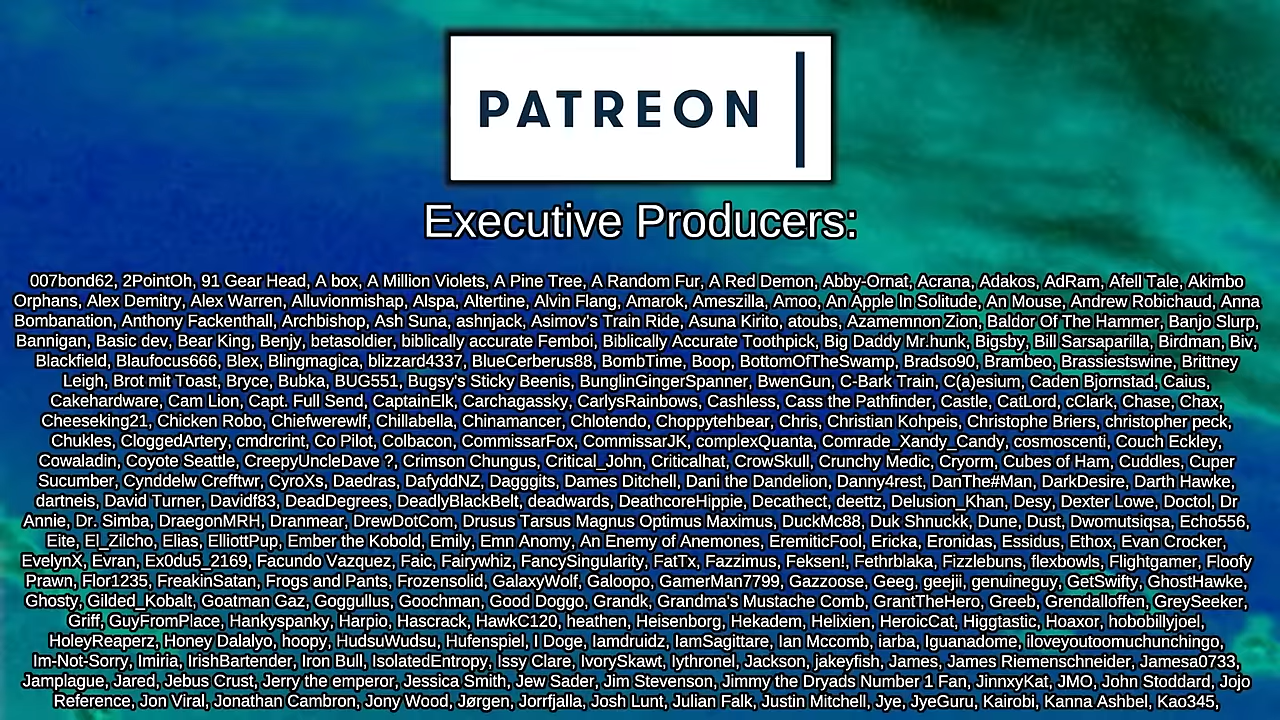 PATREON
Executive Producers:
007bond62, 2PointOh, 91 Gear Head, A box, A Million Violets, A Pine Tree, A Random Fur, A Red Demon, Abby-Ornat, Acrana, Adakos, AdRam, Afell Tale, Akimbo
Orphans, Alex Demitry, Alex Warren, Alluvionmishap, Alspa, Altertine, Alvin Flang, Amarok, Ameszilla, Amoo, An Apple In Solitude, An Mouse, Andrew Robichaud, Anna
Bombanation, Anthony Fackenthall, Archbishop, Ash Suna, ashnjack, Asimov's Train Ride, Asuna Kirito, atoubs, Azamemnon Zion, Baldor Of The Hammer, Banjo Slurp,
Bannigan, Basic dev, Bear King, Benjy, betasoldier, biblically accurate Femboi, Biblically Accurate Toothpick, Big Daddy Mr.hunk, Bigsby, Bill Sarsaparilla, Birdman, Biv,
Blackfield, Blaufocus666, Blex, Blingmagica, blizzard4337, BlueCerberus88, BombTime, Boop, BottomOfTheSwamp, Bradso90, Brambeo, Brassiestswine, Brittney
Leigh, Brot mit Toast, Bryce, Bubka, BUG551, Bugsy's Sticky Beenis, BunglinGingerSpanner, BwenGun, C-Bark Train, C(a)esium, Caden Bjornstad, Caius,
Cakehardware, Cam Lion, Capt. Full Send, CaptainElk, Carchagassky, CarlysRainbows, Cashless, Cass the Pathfinder, Castle, CatLord, cClark, Chase, Chax,
Cheeseking21, Chicken Robo, Chiefwerewlf, Chillabella, Chinamancer, Chlotendo, Choppytehbear, Chris, Christian Kohpeis, Christophe Briers, christopher peck,
Chukles, CloggedArtery, cmdrcrint, Co Pilot, Colbacon, CommissarFox, CommissarJK, complexQuanta, Comrade_Xandy_Candy, cosmoscenti, Couch Eckley,
Cowaladin, Coyote Seattle, CreepyUncleDave ?, Crimson Chungus, Critical_John, Criticalhat, CrowSkull, Crunchy Medic, Cryorm, Cubes of Ham, Cuddles, Cuper
Sucumber, Cynddelw Crefftwr, CyroXs, Daedras, DafyddNZ, Dagggits, Dames Ditchell, Dani the Dandelion, Danny4rest, DanThe#Man, DarkDesire, Darth Hawke,
dartneis, David Turner, Davidf83, DeadDegrees, DeadlyBlackBelt, deadwards, DeathcoreHippie, Decathect, deettz, Delusion_Khan, Desy, Dexter Lowe, Doctol, Dr
Annie, Dr. Simba, DraegonMRH, Dranmear, DrewDotCom, Drusus Tarsus Magnus Optimus Maximus, DuckMc88, Duk Shnuckk, Dune, Dust, Dwomutsiqsa, Echo556,
Eite, El_Zilcho, Elias, ElliottPup, Ember the Kobold, Emily, Emn Anomy, An Enemy of Anemones, EremiticFool, Ericka, Eronidas, Essidus, Ethox, Evan Crocker,
EvelynX, Evran, Ex0du5_2169, Facundo Vazquez, Faic, Fairywhiz, FancySingularity, FatTx, Fazzimus, Feksen!, Fethrblaka, Fizzlebuns, flexbowls, Flightgamer, Floofy
Prawn, Flor1235, FreakinSatan, Frogs and Pants, Frozensolid, GalaxyWolf, Galoopo, GamerMan7799, Gazzoose, Geeg, geejii, genuineguy, GetSwifty, GhostHawke,
Ghosty, Gilded_Kobalt, Goatman Gaz, Goggullus, Goochman, Good Doggo, Grandk, Grandma's Mustache Comb, GrantTheHero, Greeb, Grendalloffen, GreySeeker,
Griff, GuyFromPlace, Hankyspanky, Harpio, Hascrack, HawkC120, heathen, Heisenborg, Hekadem, Helixien, HeroicCat, Higgtastic, Hoaxor, hobobillyjoel,
HoleyReaperz, Honey Dalalyo, hoopy, HudsuWudsu, Hufenspiel, I Doge, Iamdruidz, IamSagittare, Ian Mccomb, iarba, Iguanadome, iloveyoutoomuchunchingo,
Im-Not-Sorry, Imiria, IrishBartender, Iron Bull, IsolatedEntropy, Issy Clare, IvorySkawt, Iythronel, Jackson, jakeyfish, James, James Riemenschneider, Jamesa0733,
Jamplague, Jared, Jebus Crust, Jerry the emperor, Jessica Smith, Jew Sader, Jim Stevenson, Jimmy the Dryads Number 1 Fan, JinnxyKat, JMO, John Stoddard, Jojo
Reference, Jon Viral, Jonathan Cambron, Jony Wood, Jørgen, Jorrfjalla, Josh Lunt, Julian Falk, Justin Mitchell, Jye, JyeGuru, Kairobi, Kanna Ashbel, Kao345,